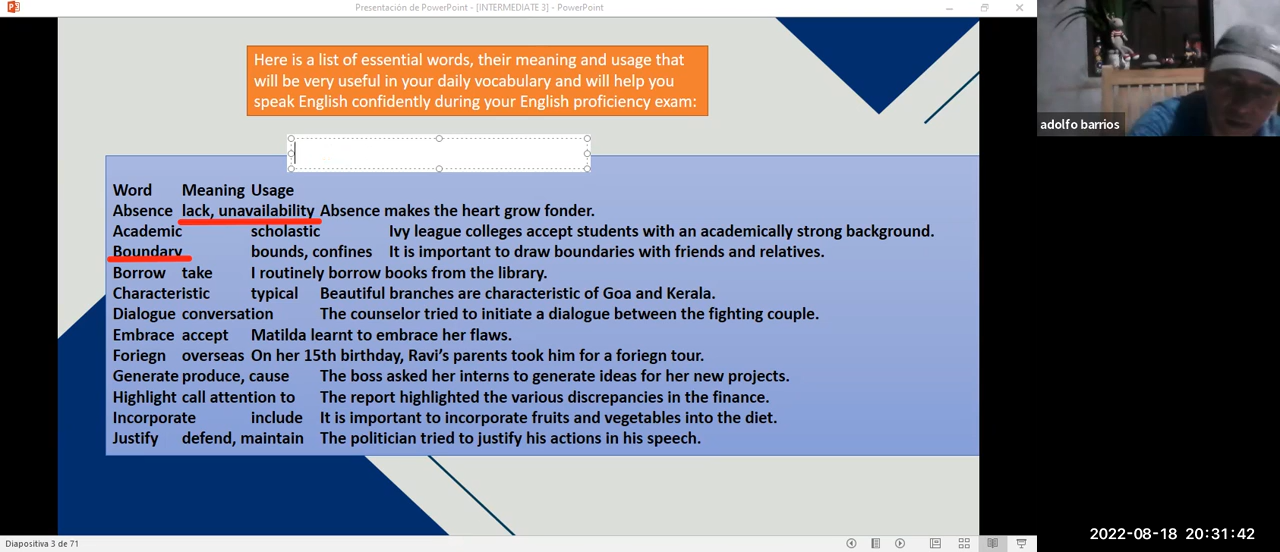 Presentación de PowerPoint - [INTERMEDIATE 3] - PowerPoint
Here is a list of essential words, their meaning and usage that
will be very useful in your daily vocabulary and will help you
speak English confidently during your English proficiency exam:
adolfo barrios
Word Meaning Usage
Absence lack, unavailability Absence makes the heart grow fonder.
Academic scholastic Ivy league colleges accept students with an academically strong background.
Boundary bounds, confines It is important to draw boundaries with friends and relatives.
Borrow take I routinely borrow books from the library.
Characteristic typical Beautiful branches are characteristic of Goa and Kerala.
Dialogue conversation The counselor tried to initiate a dialogue between the fighting couple.
Embrace accept Matilda learnt to embrace her flaws.
Foriegn overseas On her 15th birthday, Ravi's parents took him for a foriegn tour.
Generate produce, cause The boss asked her interns to generate ideas for her new projects.
Highlight call attention to The report highlighted the various discrepancies in the finance.
Incorporate include It is important to incorporate fruits and vegetables into the diet.
Justify defend, maintain The politician tried to justify his actions in his speech.
Diapositiva 3 de 71
2022-08-18 20:31:42